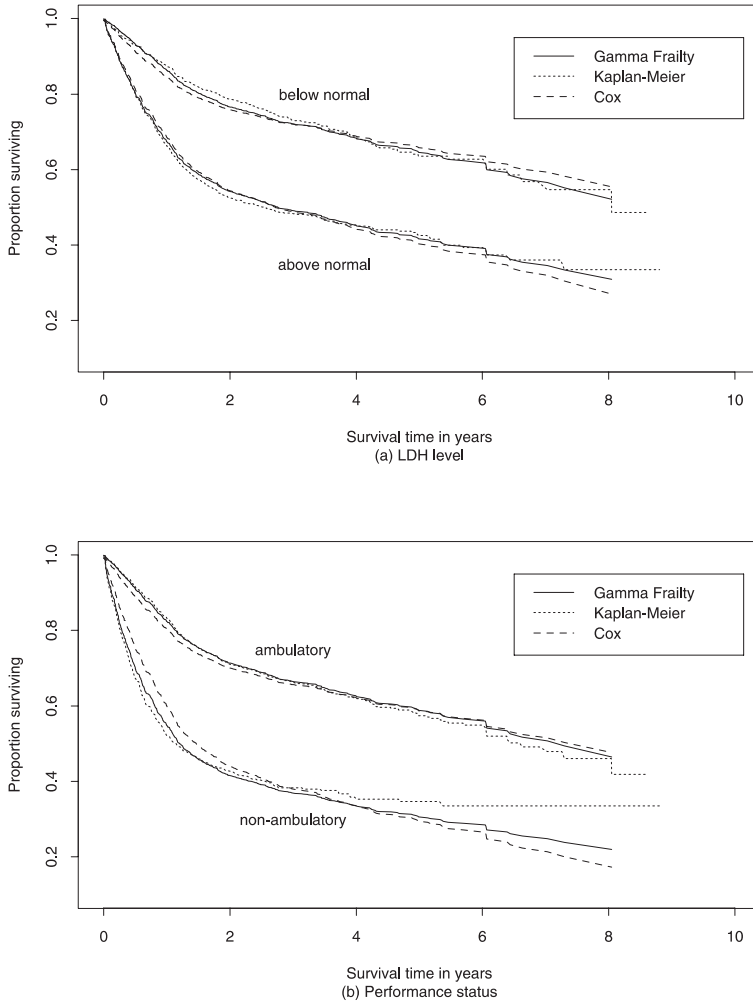 1.0
0.8
0.6
0.4
0.2
Proportion surviving
Gamma Frailty
Kaplan-Meier
Cox
below normal
above normal
0 2 4 6 8 10
Survival time in years
(a) LDH level
1.0
0.8
0.6
0.4
0.2
Proportion surviving
Gamma Frailty
Kaplan-Meier
Cox
ambulatory
non-ambulatory
0 2 4 6 8 10
Survival time in years
(b) Performance status